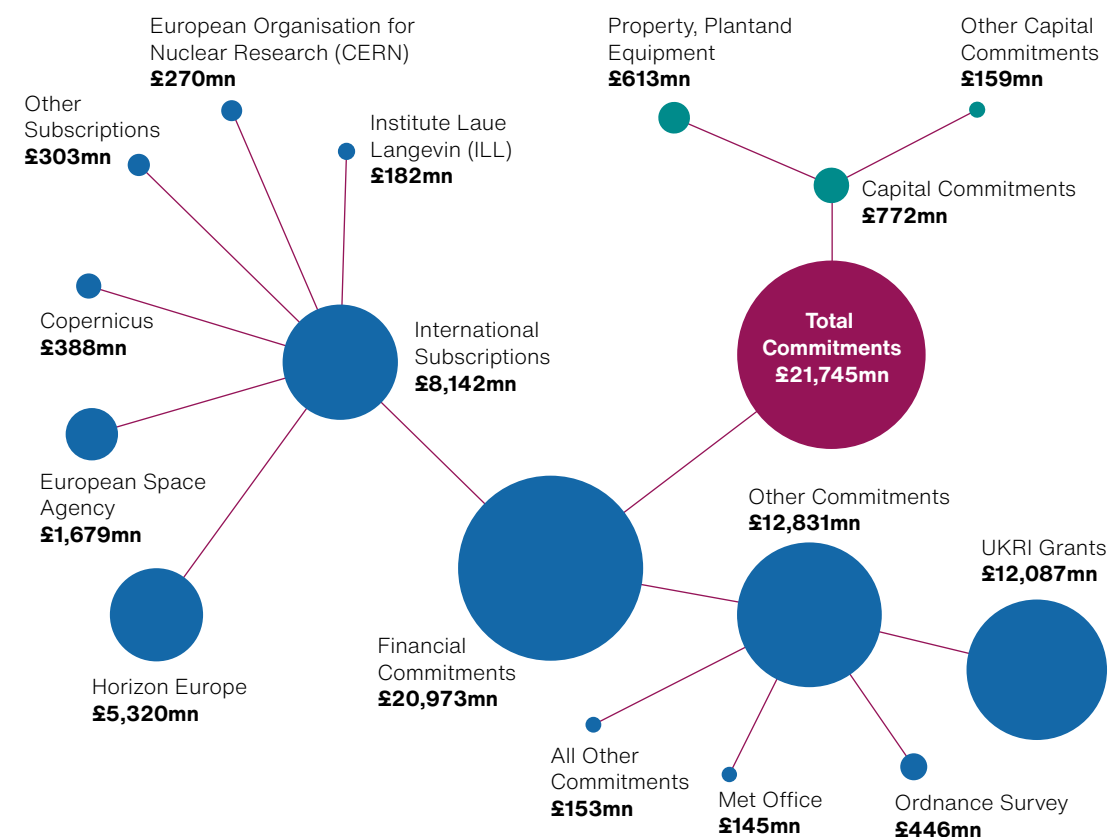 European Organisation for
Nuclear Research (CERN)
£270mn
Property, Plantand
Equipment
£613mn
Other Capital
Commitments
£159mn
Other
Subscriptions
£303mn
Institute Laue
Langevin (ILL)
£182mn
Capital Commitments
£772mn
Copernicus
£388mn
International
Subscriptions
£8,142mn
Total
Commitments
£21,745mn
European Space
Agency
£1,679mn
Other Commitments
£12,831mn
UKRI Grants
£12,087mn
Financial
Commitments
£20,973mn
Horizon Europe
£5,320mn
All Other
Commitments
£153mn
Met Office
£145mn
Ordnance Survey
£446mn